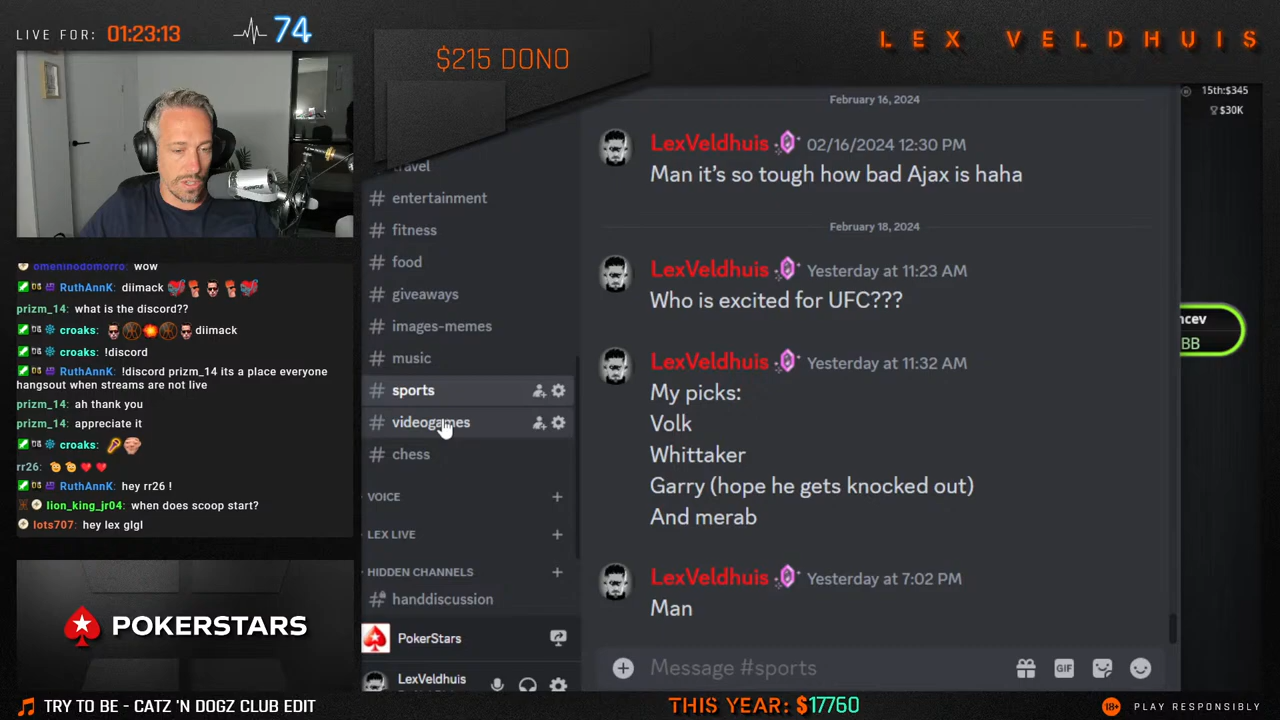 LIVE FOR: 01:23:13 74
$215 DONO
LEX VELDHUIS
15th:$345
$30K
omeninodomorro: wow
RuthAnnK: diimack
prizm_14: what is the discord??
croaks: diimack
croaks: !discord
RuthAnnK: !discord prizm_14 its a place everyone
hangsout when streams are not live
prizm_14: ah thank you
prizm_14: appreciate it
croaks:
rr26:
RuthAnnK: hey rr26 !
lion_king_jr04: when does scoop start?
lots707: hey lex glgl
POKERSTARS
travel
# entertainment
# fitness
# food
# giveaways
# images-memes
# music
# sports
# videogames
# chess
VOICE +
LEX LIVE +
HIDDEN CHANNELS +
# handdiscussion
PokerStars
LexVeldhuis
February 16, 2024
LexVeldhuis 02/16/2024 12:30 PM
Man it's so tough how bad Ajax is haha
February 18, 2024
LexVeldhuis Yesterday at 11:23 AM
Who is excited for UFC???
LexVeldhuis Yesterday at 11:32 AM
My picks:
Volk
Whittaker
Garry (hope he gets knocked out)
And merab
LexVeldhuis Yesterday at 7:02 PM
Man
Message #sports
GIF
ncev
BB
TRY TO BE - CATZ 'N DOGZ CLUB EDIT
THIS YEAR: $17760
18+ PLAY RESPONSIBLY